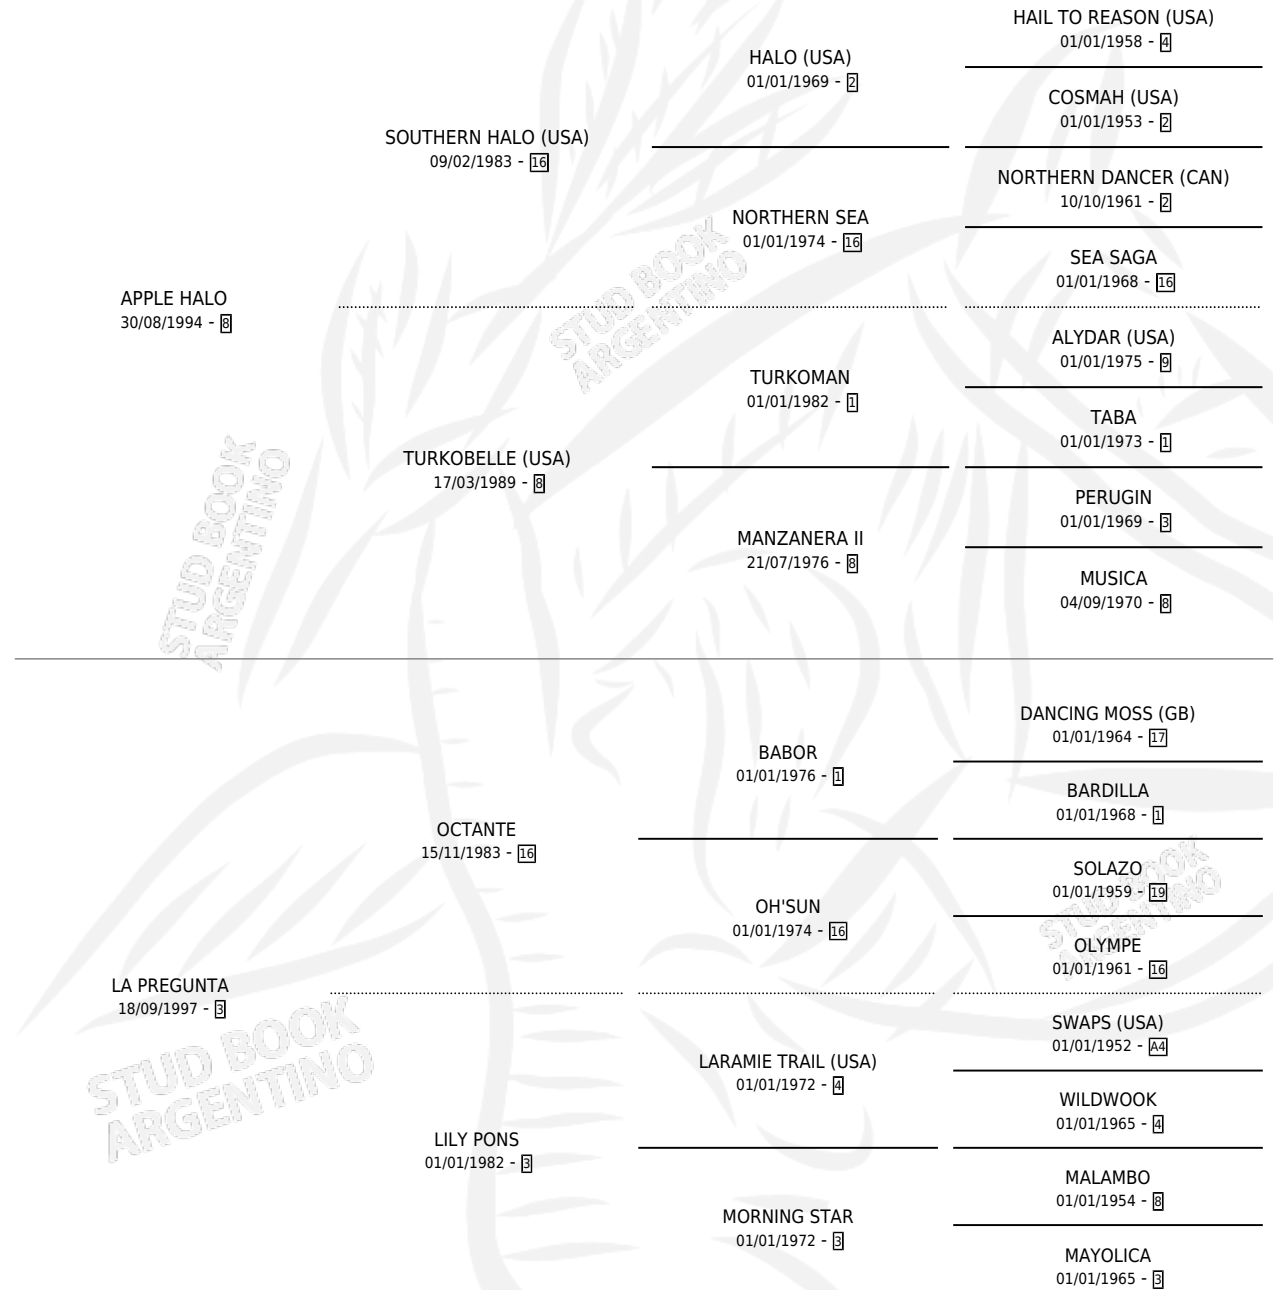 HAIL TO REASON (USA)
01/01/1958 - 4
HALO (USA)
01/01/1969 - 2
COSMAH (USA)
01/01/1953 - 2
SOUTHERN HALO (USA)
09/02/1983 - 16
NORTHERN DANCER (CAN)
10/10/1961 - 2
NORTHERN SEA
01/01/1974 - 16
SEA SAGA
01/01/1968 - 16
APPLE HALO
30/08/1994 - 8
STUD BOOK
ARGENTINO
ALYDAR (USA)
01/01/1975 - 9
TURKOMAN
01/01/1982 - 1
TABA
01/01/1973 - 1
TURKOBELLE (USA)
17/03/1989 - 8
PERUGIN
01/01/1969 - 3
MANZANERA II
21/07/1976 - 8
MUSICA
04/09/1970 - 8
STUD BOOK
ARGENTINO
DANCING MOSS (GB)
01/01/1964 - 17
BABOR
01/01/1976 - 1
BARDILLA
01/01/1968 - 1
OCTANTE
15/11/1983 - 16
SOLAZO
01/01/1959 - 19
OH'SUN
01/01/1974 - 16
STUD BOOK
ARGENTINO
OLYMPE
01/01/1961 - 16
LA PREGUNTA
18/09/1997 - 3
STUD BOOK
ARGENTINO
SWAPS (USA)
01/01/1952 - A4
LARAMIE TRAIL (USA)
01/01/1972 - 4
WILDWOOK
01/01/1965 - 4
LILY PONS
01/01/1982 - 3
MALAMBO
01/01/1954 - 8
MORNING STAR
01/01/1972 - 3
MAYOLICA
01/01/1965 - 3